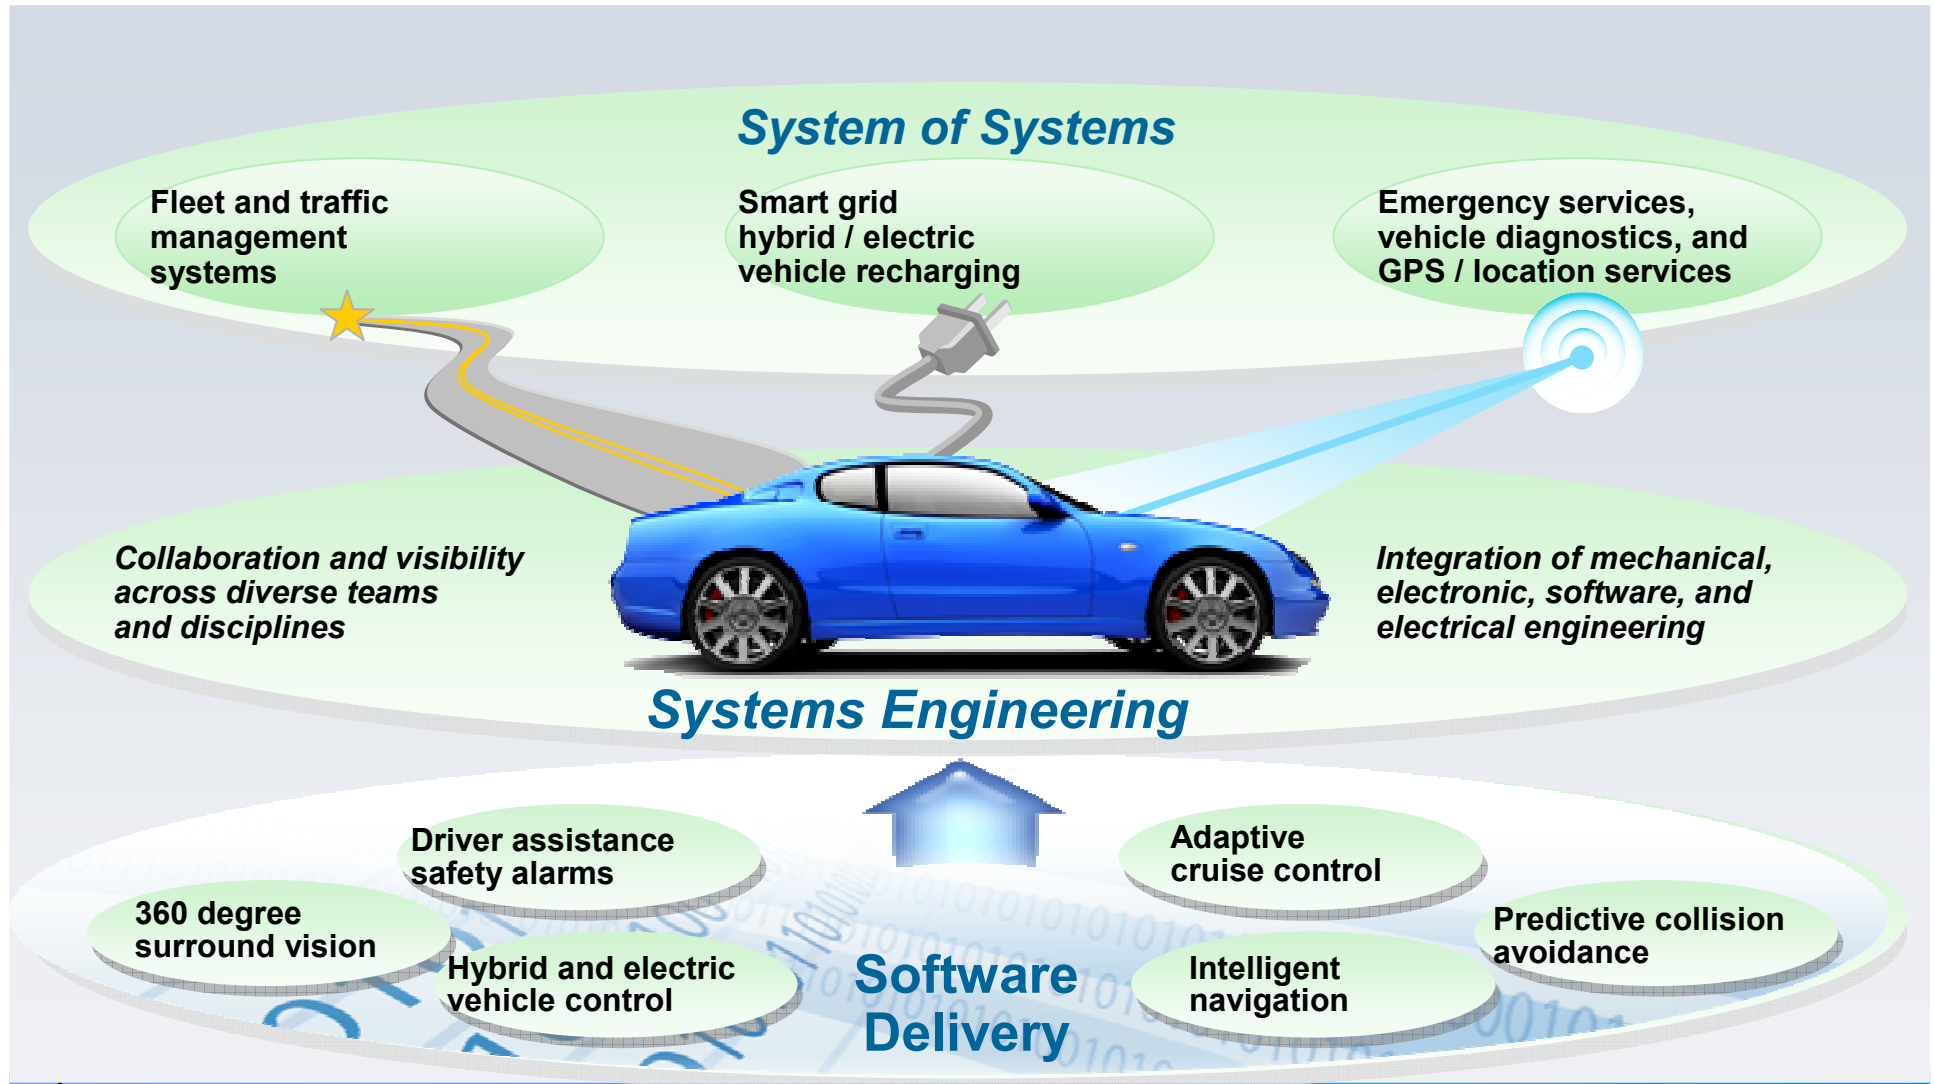 System of Systems
Fleet and traffic
management
systems
Smart grid
hybrid / electric
vehicle recharging
Emergency services,
vehicle diagnostics, and
GPS / location services
Collaboration and visibility
across diverse teams
and disciplines
Integration of mechanical,
electronic, software, and
electrical engineering
Systems Engineering
Driver assistance
safety alarms
Adaptive
cruise control
360 degree
surround vision
Predictive collision
avoidance
Hybrid and electric
vehicle control
Intelligent
navigation
Software
Delivery